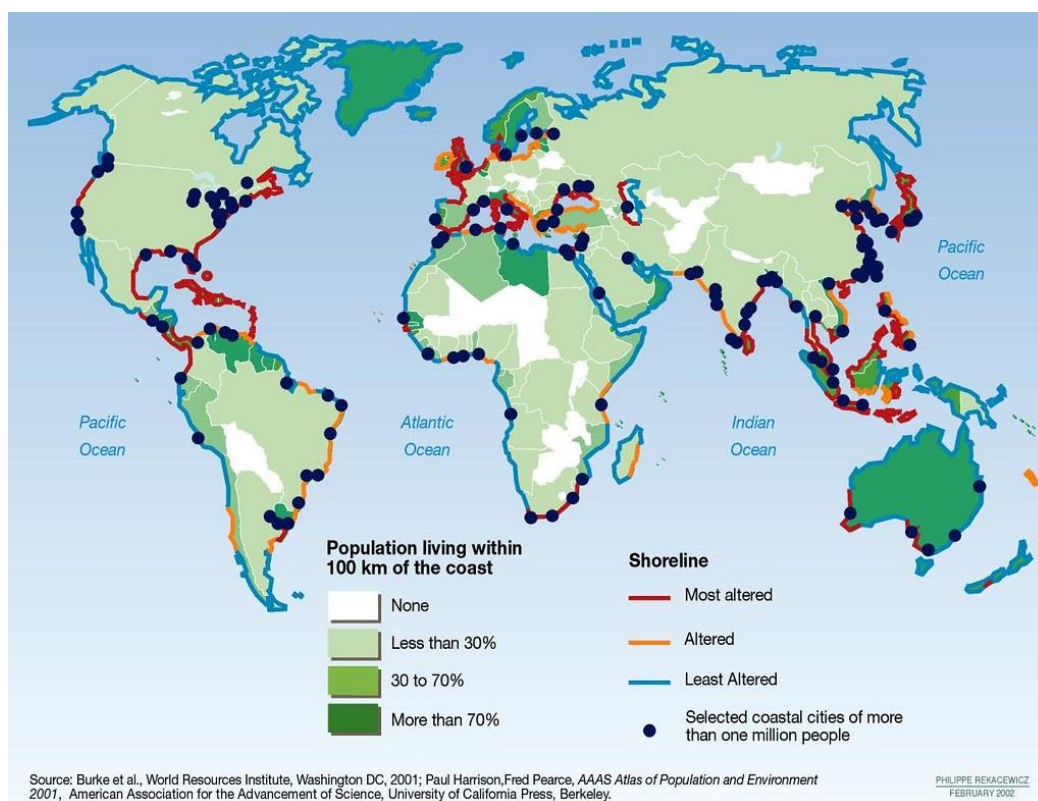 Pacific
Ocean
Pacific
Ocean
Atlantic
Ocean
Indian
Ocean
Population living within
100 km of the coast
None
Less than 30%
30 to 70%
More than 70%
Shoreline
Most altered
Altered
Least Altered
Selected coastal cities of more
than one million people
Source: Burke et al., World Resources Institute, Washington DC, 2001; Paul Harrison,Fred Pearce, AAAS Atlas of Population and Environment
2001, American Association for the Advancement of Science, University of California Press, Berkeley.
PHILIPPE REKACEWICZ
FEBRUARY 2002